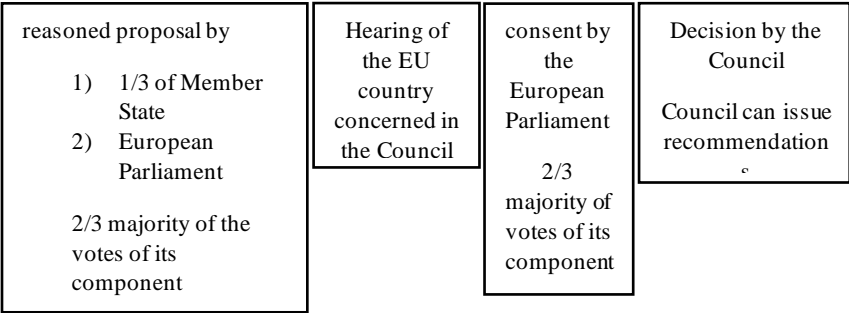 reasoned proposal by
1) 1/3 of Member
State
2) European
Parliament
2/3 majority of the
votes of its
component
Hearing of
the EU
country
concerned in
the Council
consent by
the
European
Parliament
2/3
majority of
votes of its
component
Decision by the
Council
Council can issue
recommendation
s